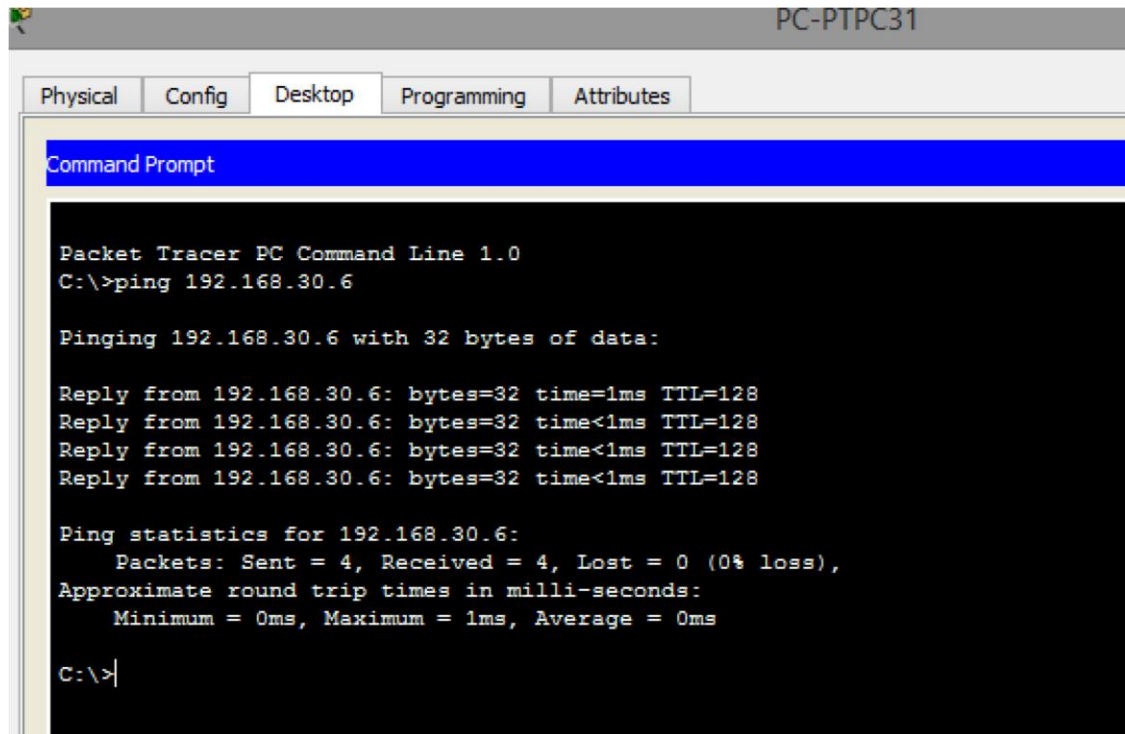 PC-PTPC31
Physical Config Desktop Programming Attributes
Command Prompt
Packet Tracer PC Command Line 1.0
C:\>ping 192.168.30.6
Pinging 192.168.30.6 with 32 bytes of data:
Reply from 192.168.30.6: bytes=32 time=1ms TTL=128
Reply from 192.168.30.6: bytes=32 time<1ms TTL=128
Reply from 192.168.30.6: bytes=32 time<1ms TTL=128
Reply from 192.168.30.6: bytes=32 time<1ms TTL=128
Ping statistics for 192.168.30.6:
Packets: Sent = 4, Received = 4, Lost = 0 (0% loss),
Approximate round trip times in milli-seconds:
Minimum = 0ms, Maximum = 1ms, Average = 0ms
C:\>